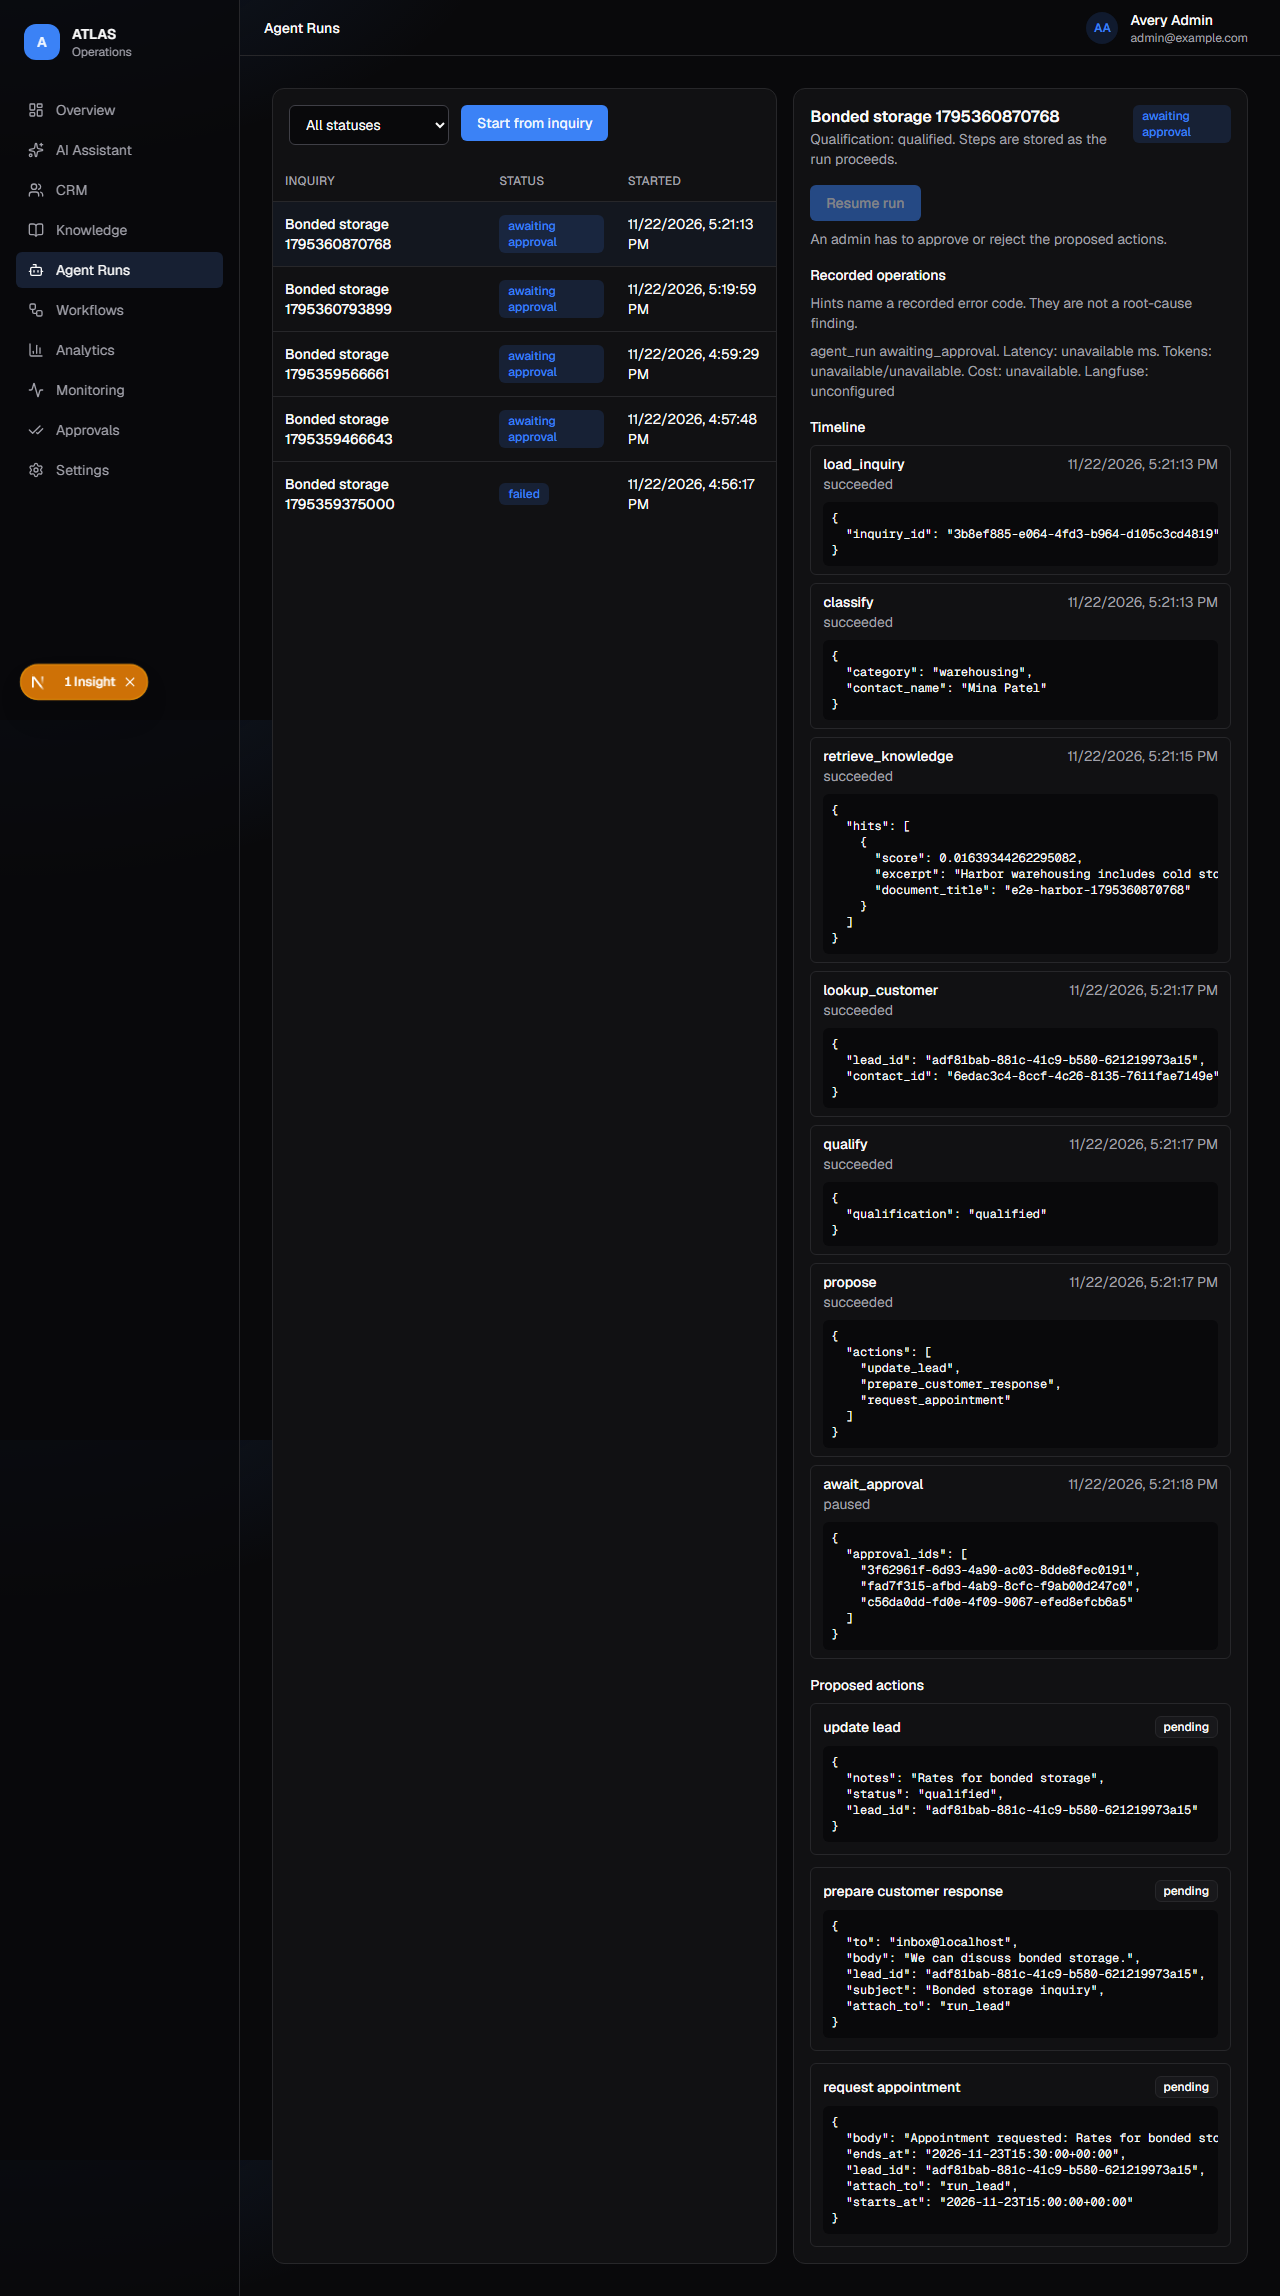 A
ATLAS
Operations
Overview
AI Assistant
CRM
Knowledge
Agent Runs
Workflows
Analytics
Monitoring
Approvals
Settings
1 Insight
Agent Runs
AA
Avery Admin
admin@example.com
All statuses
Start from inquiry
INQUIRY
STATUS
STARTED
Bonded storage
1795360870768
awaiting
approval
11/22/2026, 5:21:13
PM
Bonded storage
1795360793899
awaiting
approval
11/22/2026, 5:19:59
PM
Bonded storage
1795359566661
awaiting
approval
11/22/2026, 4:59:29
PM
Bonded storage
1795359466643
awaiting
approval
11/22/2026, 4:57:48
PM
Bonded storage
1795359375000
failed
11/22/2026, 4:56:17
PM
Bonded storage 1795360870768
awaiting
approval
Qualification: qualified. Steps are stored as the
run proceeds.
Resume run
An admin has to approve or reject the proposed actions.
Recorded operations
Hints name a recorded error code. They are not a root-cause
finding.
agent_run awaiting_approval. Latency: unavailable ms. Tokens:
unavailable/unavailable. Cost: unavailable. Langfuse:
unconfigured
Timeline
load_inquiry
11/22/2026, 5:21:13 PM
succeeded
{
"inquiry_id": "3b8ef885-e064-4fd3-b964-d105c3cd4819"
}
classify
11/22/2026, 5:21:13 PM
succeeded
{
"category": "warehousing",
"contact_name": "Mina Patel"
}
retrieve_knowledge
11/22/2026, 5:21:15 PM
succeeded
{
"hits": [
{
"score": 0.01639344262295082,
"excerpt": "Harbor warehousing includes cold sto
"document_title": "e2e-harbor-1795360870768"
}
]
}
lookup_customer
11/22/2026, 5:21:17 PM
succeeded
{
"lead_id": "adf81bab-881c-41c9-b580-621219973a15",
"contact_id": "6edac3c4-8ccf-4c26-8135-7611fae7149e"
}
qualify
11/22/2026, 5:21:17 PM
succeeded
{
"qualification": "qualified"
}
propose
11/22/2026, 5:21:17 PM
succeeded
{
"actions": [
"update_lead",
"prepare_customer_response",
"request_appointment"
]
}
await_approval
11/22/2026, 5:21:18 PM
paused
{
"approval_ids": [
"3f62961f-6d93-4a90-ac03-8dde8fec0191",
"fad7f315-afbd-4ab9-8cfc-f9ab00d247c0",
"c56da0dd-fd0e-4f09-9067-efed8efcb6a5"
]
}
Proposed actions
update lead
pending
{
"notes": "Rates for bonded storage",
"status": "qualified",
"lead_id": "adf81bab-881c-41c9-b580-621219973a15"
}
prepare customer response
pending
{
"to": "inbox@localhost",
"body": "We can discuss bonded storage.",
"lead_id": "adf81bab-881c-41c9-b580-621219973a15",
"subject": "Bonded storage inquiry",
"attach_to": "run_lead"
}
request appointment
pending
{
"body": "Appointment requested: Rates for bonded sto
"ends_at": "2026-11-23T15:30:00+00:00",
"lead_id": "adf81bab-881c-41c9-b580-621219973a15",
"attach_to": "run_lead",
"starts_at": "2026-11-23T15:00:00+00:00"
}